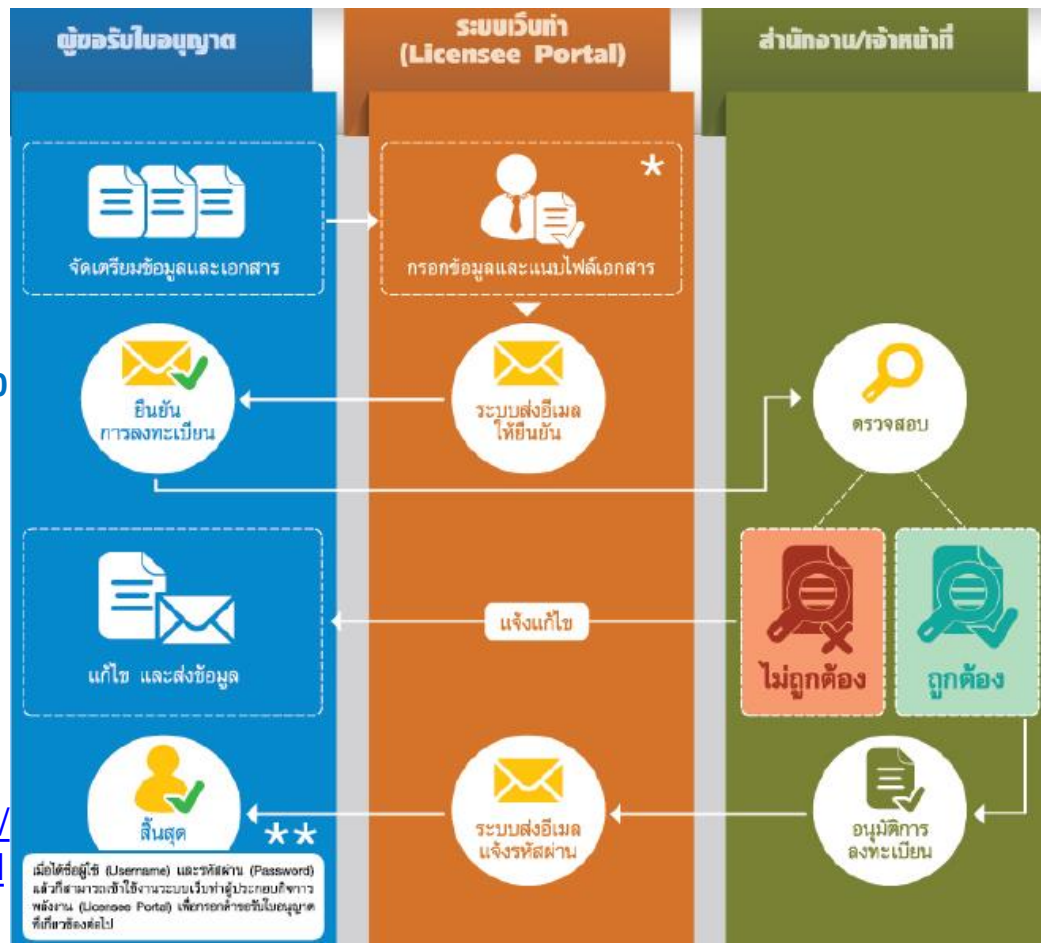 ผู้ขอรับใบอนุญาต
ระบบเว็บท่า
(Licensee Portal)
สำนักงาน/เจ้าหน้าที่
*
จัดเตรียมข้อมูลและเอกสาร
กรอกข้อมูลและแนบไฟล์เอกสาร
ยืนยัน
การลงทะเบียน
ระบบส่งอีเมล
ให้ยืนยัน
ตรวจสอบ
แจ้งแก้ไข
แก้ไข และส่งข้อมูล
ไม่ถูกต้อง
ถูกต้อง
สิ้นสุด
**
ระบบส่งอีเมล
แจ้งรหัสผ่าน
อนุมัติการ
ลงทะเบียน
/
เมื่อได้ชื่อผู้ใช้ (Username) และรหัสผ่าน (Password)
แล้วก็สามารถเข้าใช้งานระบบเว็บท่าผู้ประกอบกิจการ
พลังงาน (Licensee Portal) เพื่อกรอกคำขอรับใบอนุญาต
ที่เกี่ยวข้องต่อไป